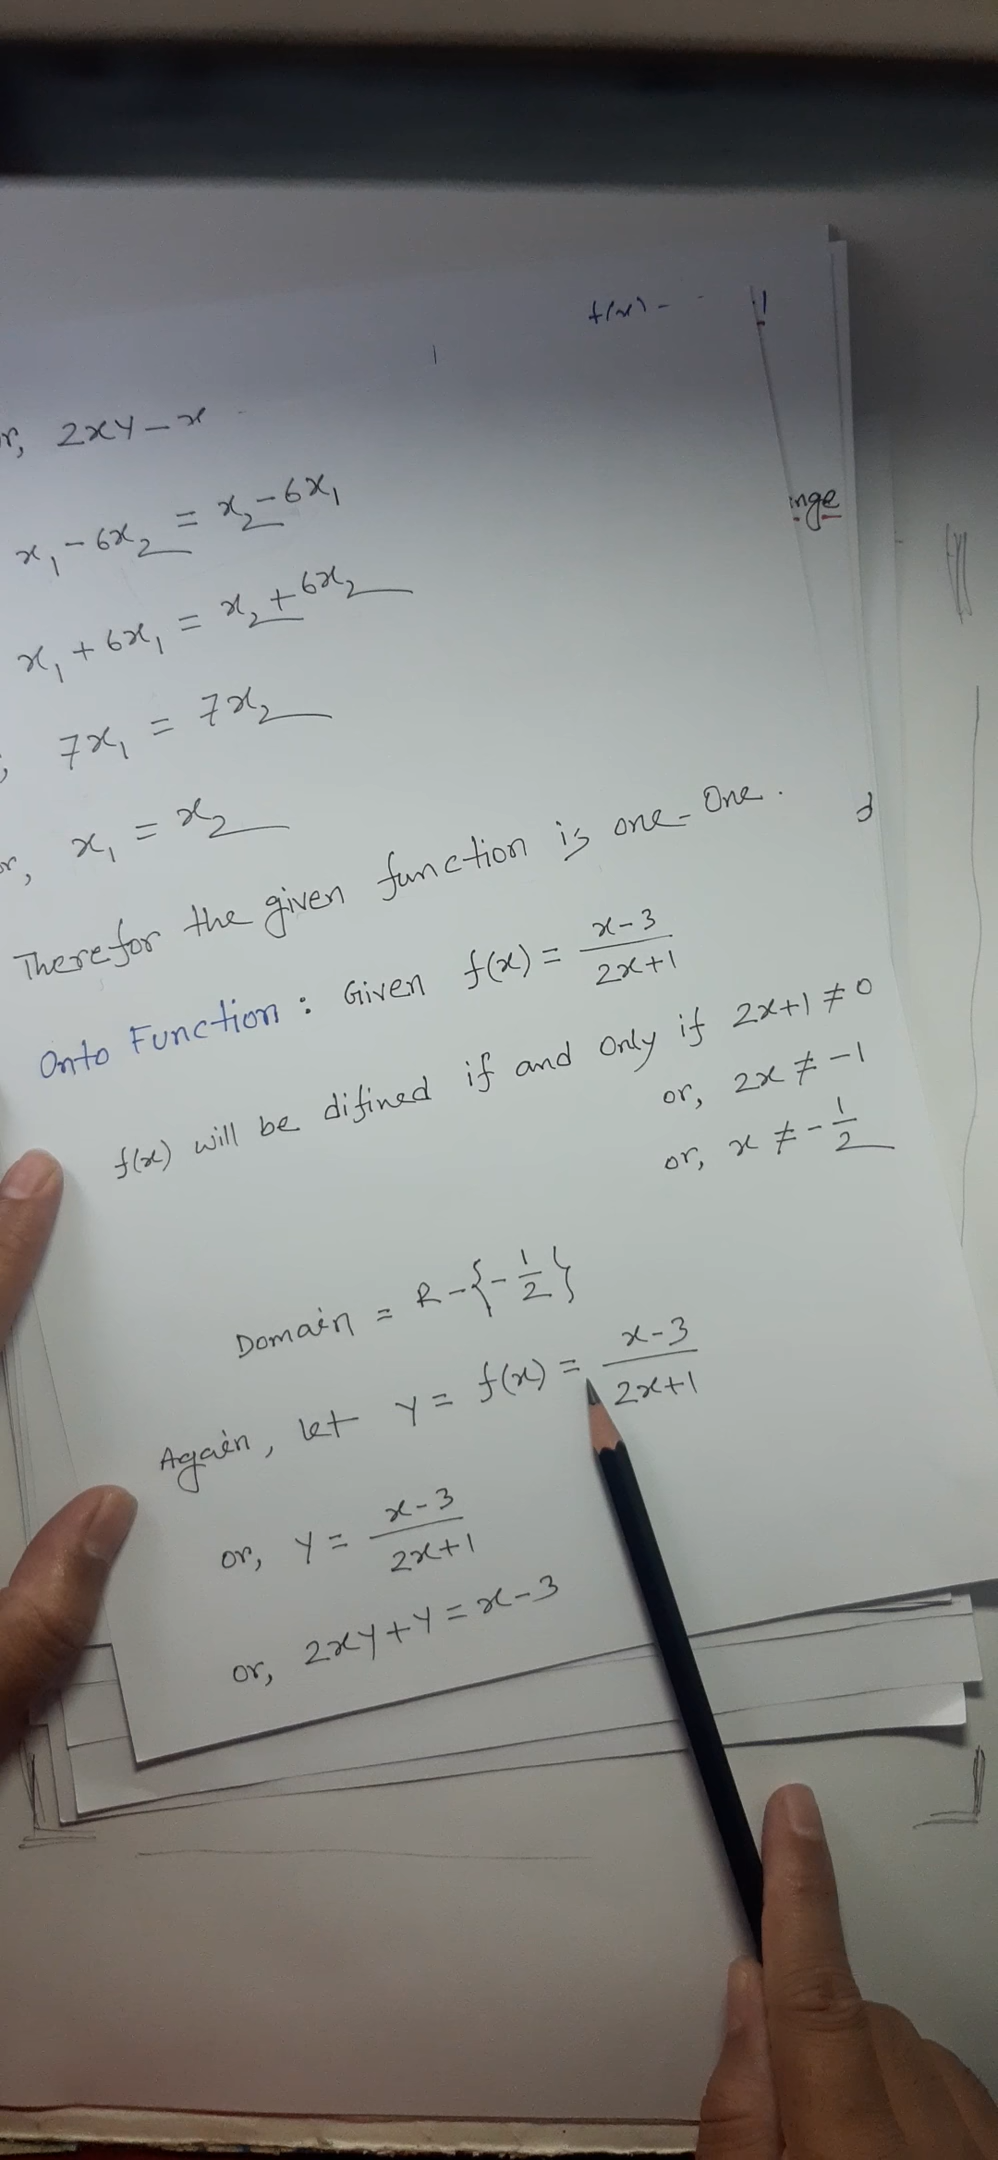 f(x) -
r, 2xy - x
inge
x₁ - 6x₂ = x₂ - 6x₁
x₁ + 6x₁ = x₂ + 6x₂
7x₁ = 7x₂
or, x₁ = x₂
Therefor the given function is one-One.
Onto Function: Given f(x) = (x-3)/(2x+1)
f(x) will be difined if and only if 2x+1 ≠ 0
or, 2x ≠ -1
or, x ≠ -1/2
Domain = R - {-1/2}
Again, let y = f(x) = (x-3)/(2x+1)
or, y = (x-3)/(2x+1)
or, 2xy + y = x - 3